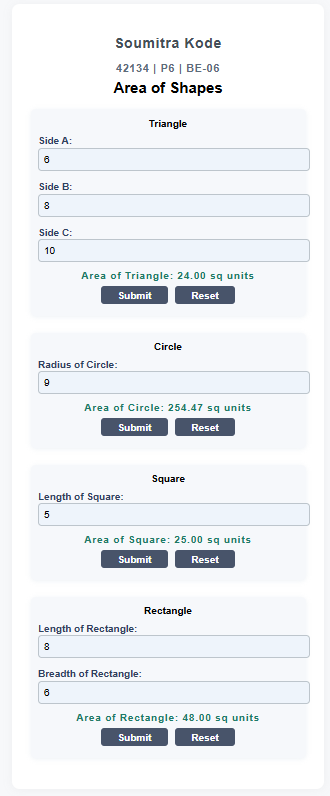 Soumitra Kode
42134 | P6 | BE-06
Area of Shapes
Triangle
Side A:
6
Side B:
8
Side C:
10
Area of Triangle: 24.00 sq units
Submit Reset
Circle
Radius of Circle:
9
Area of Circle: 254.47 sq units
Submit Reset
Square
Length of Square:
5
Area of Square: 25.00 sq units
Submit Reset
Rectangle
Length of Rectangle:
8
Breadth of Rectangle:
6
Area of Rectangle: 48.00 sq units
Submit Reset